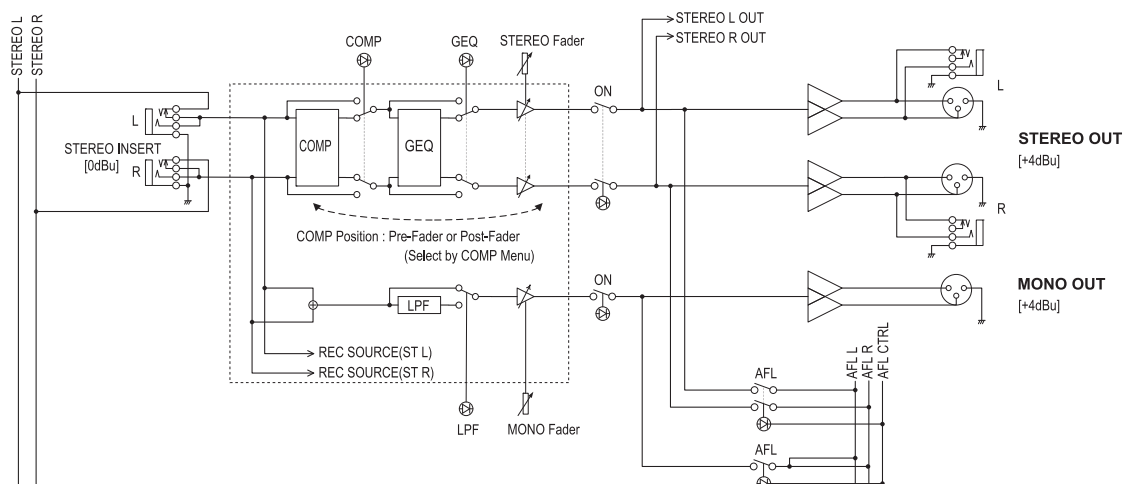 STEREO L
STEREO R
STEREO L OUT
STEREO R OUT
COMP
GEQ
STEREO Fader
ON
L
STEREO INSERT
[0dBu]
R
COMP
GEQ
L
STEREO OUT
[+4dBu]
R
COMP Position : Pre-Fader or Post-Fader
(Select by COMP Menu)
ON
LPF
MONO OUT
[+4dBu]
REC SOURCE(ST L)
REC SOURCE(ST R)
LPF
MONO Fader
AFL L
AFL R
AFL CTRL
AFL
AFL